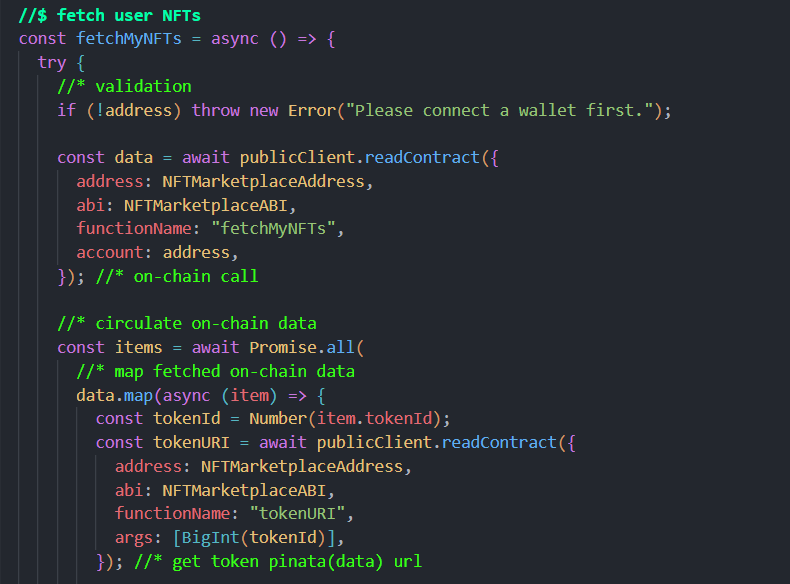 //$ fetch user NFTs
const fetchMyNFTs = async () => {
try {
//* validation
if (!address) throw new Error("Please connect a wallet first.");
const data = await publicClient.readContract({
address: NFTMarketplaceAddress,
abi: NFTMarketplaceABI,
functionName: "fetchMyNFTs",
account: address,
}); //* on-chain call
//* circulate on-chain data
const items = await Promise.all(
//* map fetched on-chain data
data.map(async (item) => {
const tokenId = Number(item.tokenId);
const tokenURI = await publicClient.readContract({
address: NFTMarketplaceAddress,
abi: NFTMarketplaceABI,
functionName: "tokenURI",
args: [BigInt(tokenId)],
}); //* get token pinata(data) url